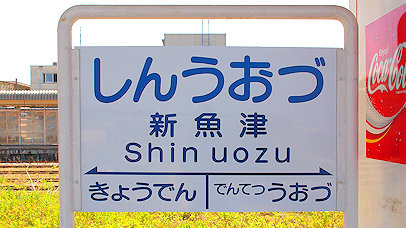 しんうおづ
新魚津
Shin uozu
きょうでん でんてつうおづ
Enjoy
Coca-Cola